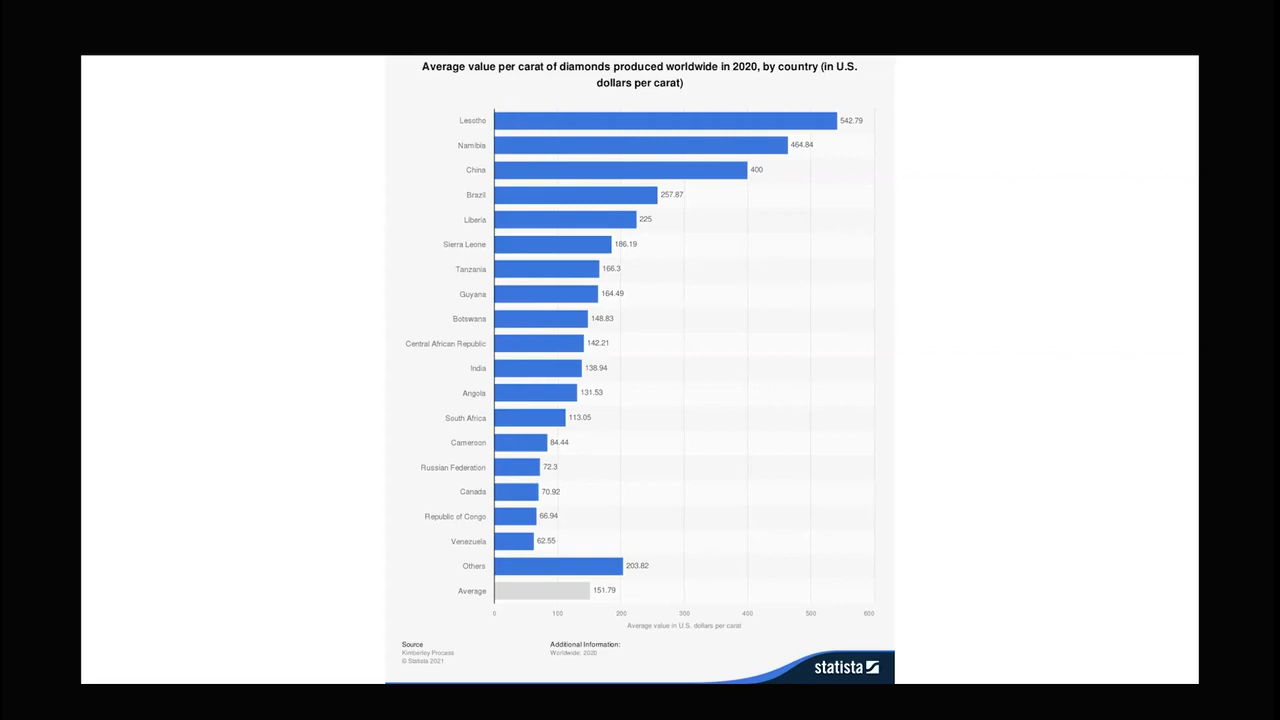 Average value per carat of diamonds produced worldwide in 2020, by country (in U.S.
dollars per carat)
Lesotho 542.79
Namibia 464.84
China 400
Brazil 257.87
Liberia 225
Sierra Leone 186.19
Tanzania 166.3
Guyana 164.49
Botswana 148.83
Central African Republic 142.21
India 138.94
Angola 131.53
South Africa 113.05
Cameroon 84.44
Russian Federation 72.3
Canada 70.92
Republic of Congo 66.94
Venezuela 62.55
Others 203.82
Average 151.79
0 100 200 300 400 500 600
Average value in U.S. dollars per carat
Source
Kimberley Process
© Statista 2021
Additional Information:
Worldwide; 2020
statista